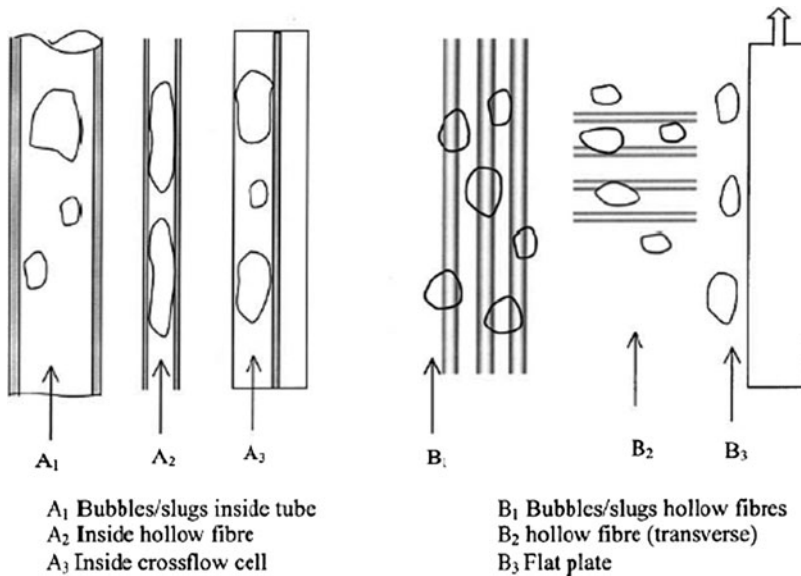 A₁
A₂
A₃
B₁
B₂
B₃
A₁ Bubbles/slugs inside tube
A₂ Inside hollow fibre
A₃ Inside crossflow cell
B₁ Bubbles/slugs hollow fibres
B₂ hollow fibre (transverse)
B₃ Flat plate